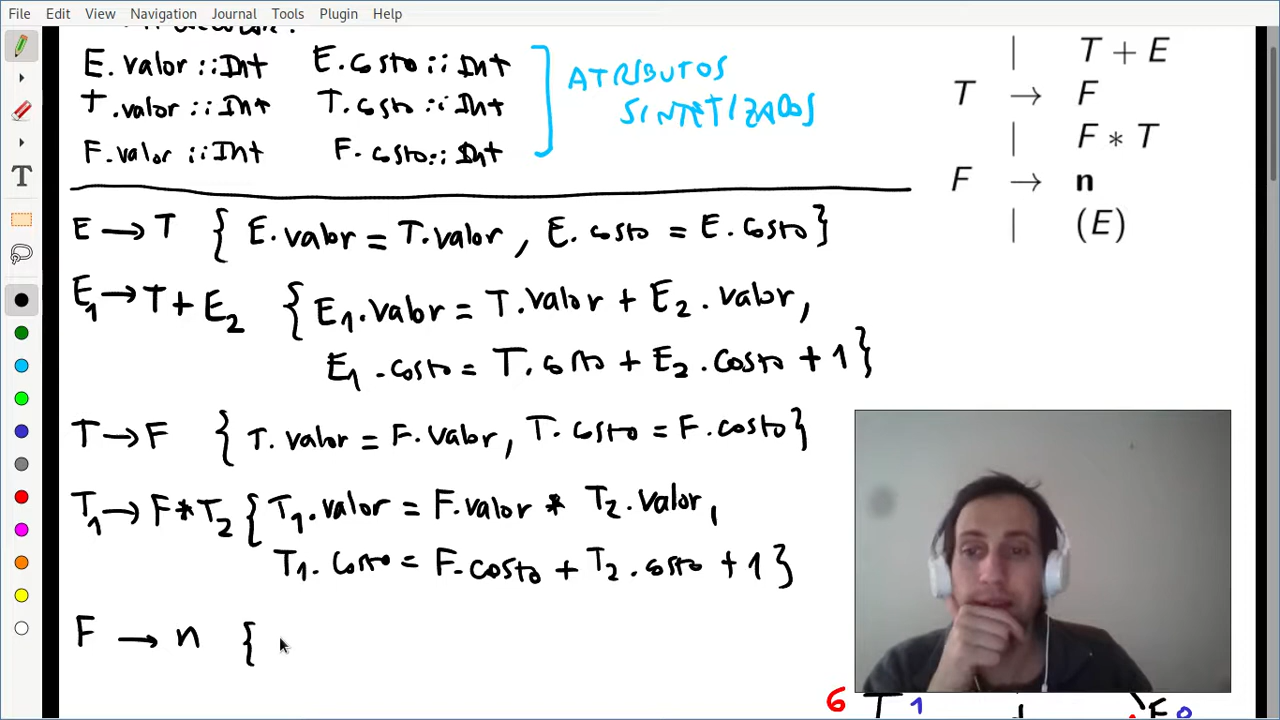 File Edit View Navigation Journal Tools Plugin Help
E.valor ::Int E.costo :: Int
T.valor ::Int T.costo :: Int
F.valor ::Int F.costo :: Int
ATRIBUTOS
SINTETIZADOS
| T + E
T → F
| F ∗ T
F → n
| (E)
E → T { E.valor = T.valor, E.costo = E.costo}
E1 → T + E2 { E1.valor = T.valor + E2.valor,
E1.costo = T.costo + E2.costo + 1}
T → F { T.valor = F.valor, T.costo = F.costo}
T1 → F * T2 { T1.valor = F.valor * T2.valor,
T1.costo = F.costo + T2.costo + 1}
F → n {
6 T 1
F 0
T